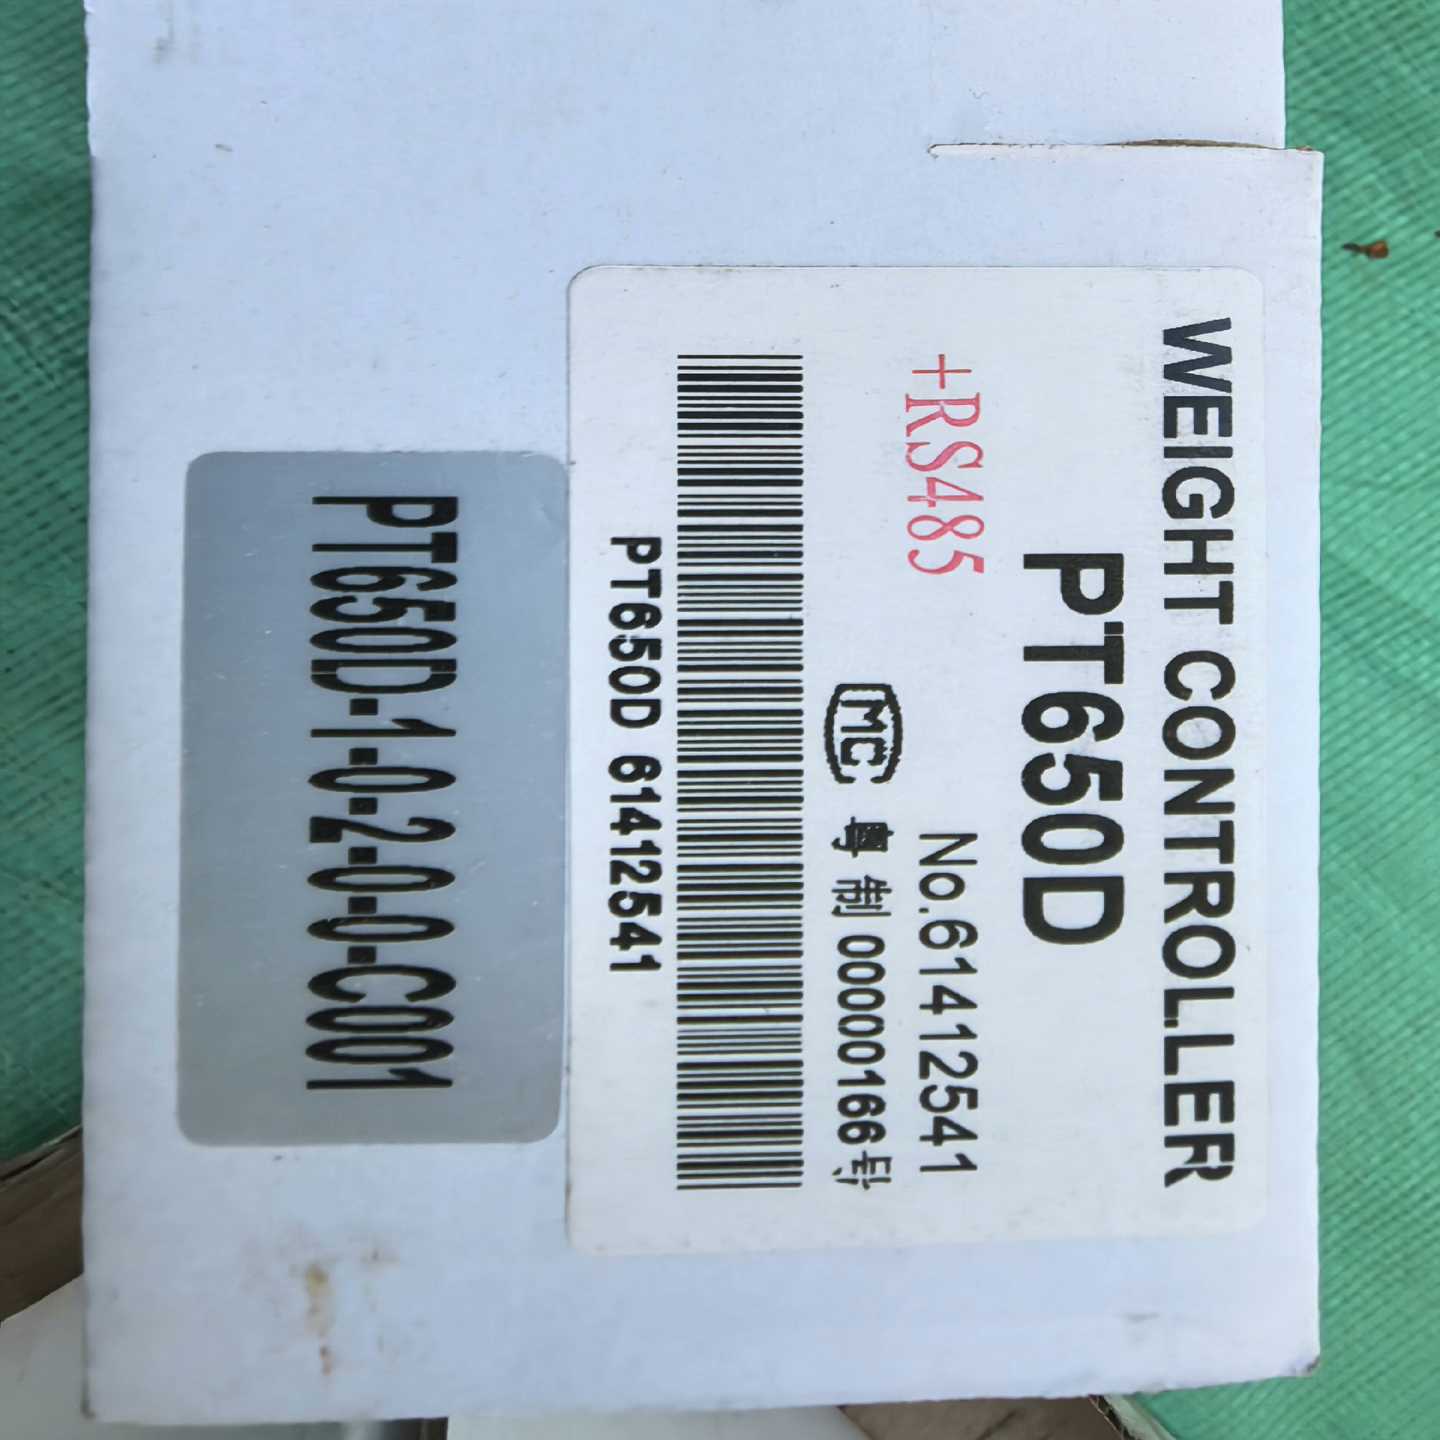 WEIGHT CONTROLLER
PT650D
+RS485
No.61412541
MC 粤制00000166号
PT650D 61412541
PT650D-1-0-2-0-0-C001